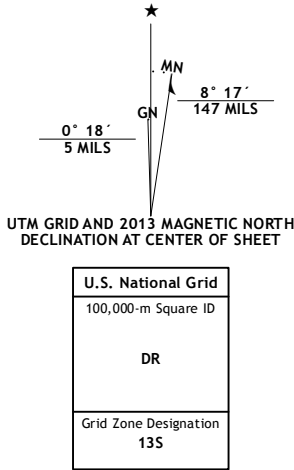 ★
MN
GN
8° 17´
147 MILS
0° 18´
5 MILS
UTM GRID AND 2013 MAGNETIC NORTH
DECLINATION AT CENTER OF SHEET
U.S. National Grid
100,000-m Square ID
DR
Grid Zone Designation
13S